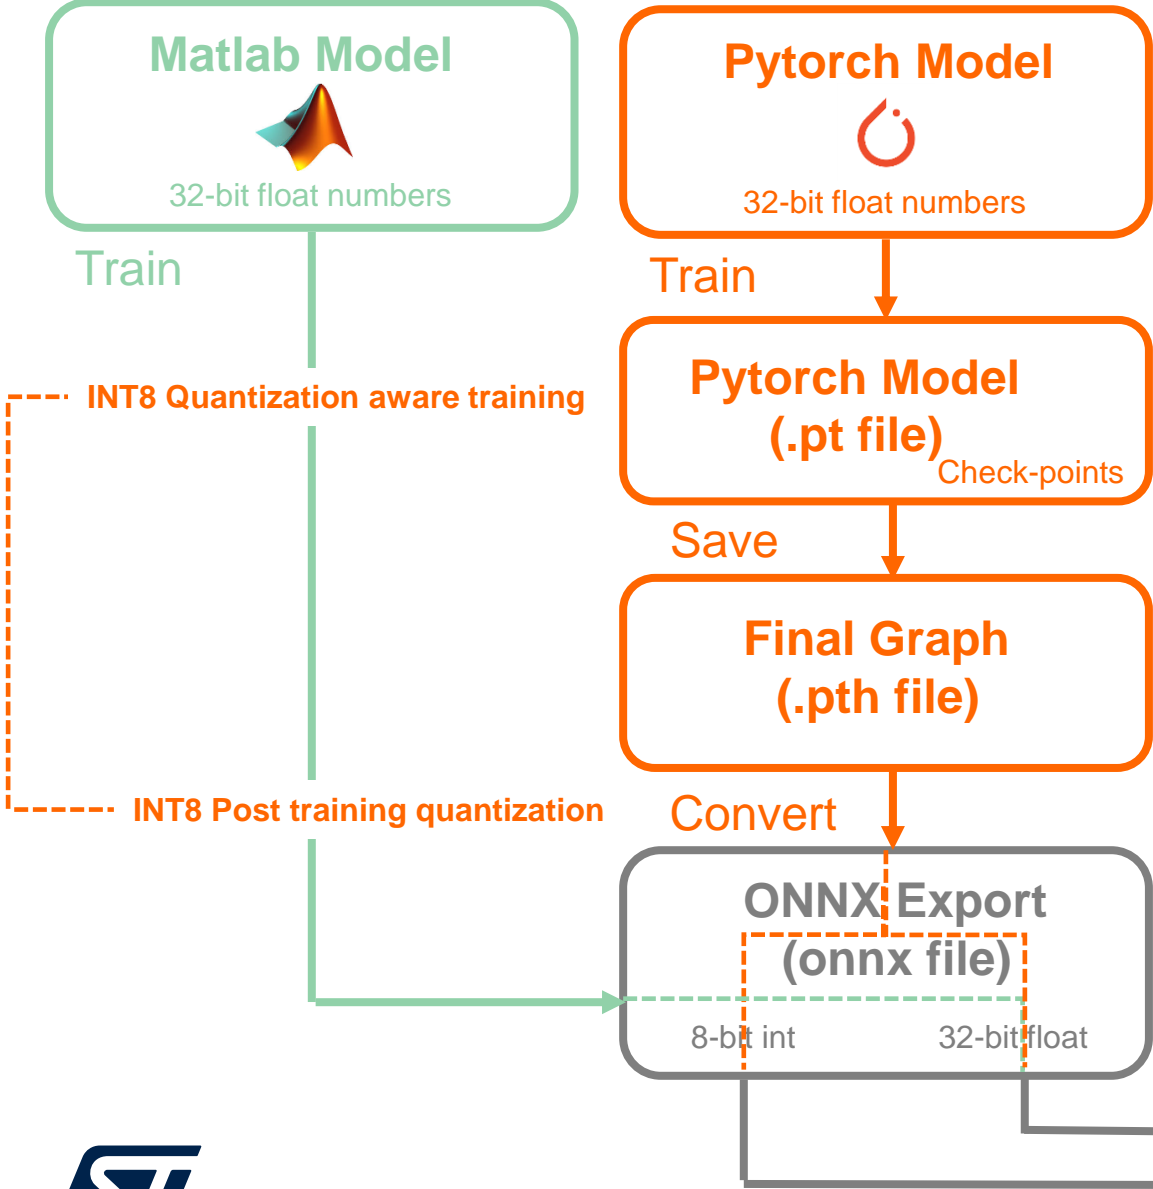 Matlab Model
32-bit float numbers
Train
Pytorch Model
32-bit float numbers
Train
INT8 Quantization aware training
Pytorch Model
(.pt file)
Check-points
Save
Final Graph
(.pth file)
INT8 Post training quantization
Convert
ONNX Export
(onnx file)
8-bit int
32-bit float
ST